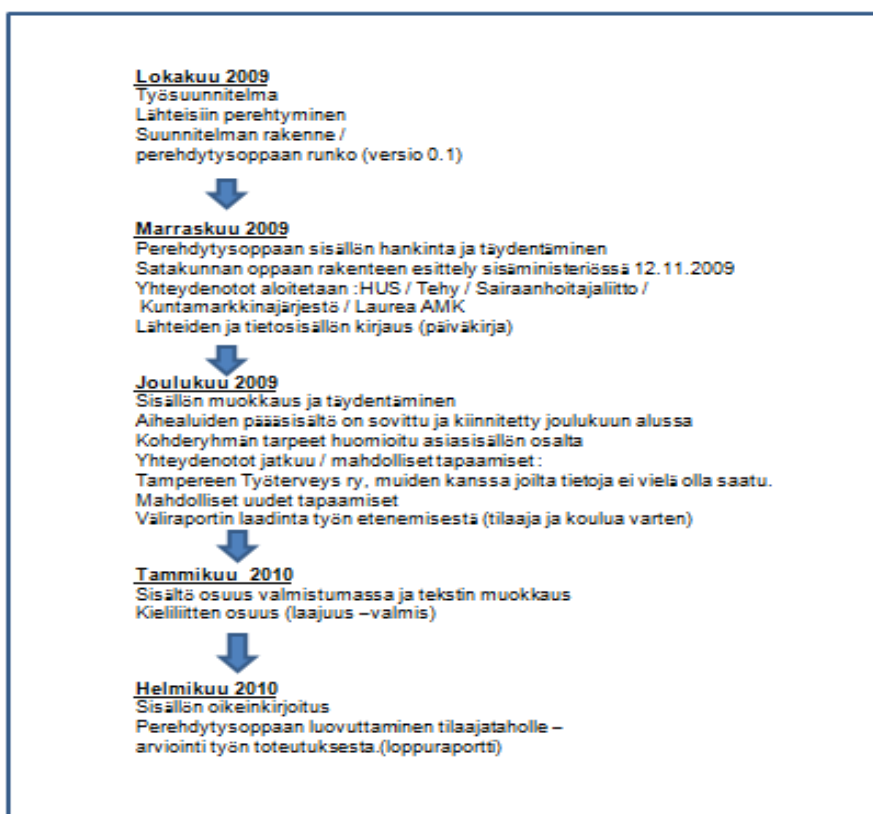 Lokakuu 2009
Työsuunnitelma
Lähteisiin perehtyminen
Suunnitelman rakenne /
perehdytysoppaan runko (versio 0.1)
Marraskuu 2009
Perehdytysoppaan sisällön hankinta ja täydentäminen
Satakunnan oppaan rakenteen esittely sisäministeriössä 12.11.2009
Yhteydenotot aloitetaan :HUS / Tehy / Sairaanhoitajaliitto /
Kuntamarkkinajärjestö / Laurea AMK
Lähteiden ja tietosisällön kirjaus (päiväkirja)
Joulukuu 2009
Sisällön muokkaus ja täydentäminen
Aihealuiden pääsisältö on sovittu ja kiinnitetty joulukuun alussa
Kohderyhmän tarpeet huomioitu asiasisällön osalta
Yhteydenotot jatkuu / mahdolliset tapaamiset :
Tampereen Työterveys ry, muiden kanssa joilta tietoja ei vielä olla saatu.
Mahdolliset uudet tapaamiset
Väliraportin laadinta työn etenemisestä (tilaaja ja koulua varten)
Tammikuu 2010
Sisältö osuus valmistumassa ja tekstin muokkaus
Kieliliitten osuus (laajuus –valmis)
Helmikuu 2010
Sisällön oikeinkirjoitus
Perehdytysoppaan luovuttaminen tilaajataholle –
arviointi työn toteutuksesta.(loppuraportti)